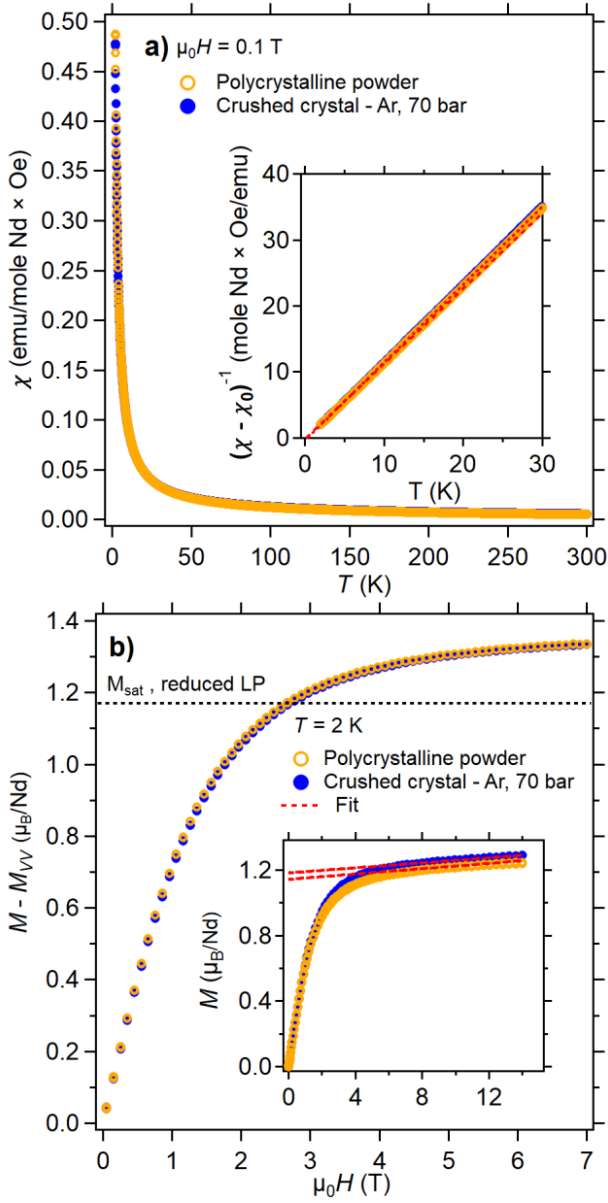 a) μ₀H = 0.1 T
Polycrystalline powder
Crushed crystal - Ar, 70 bar
χ (emu/mole Nd × Oe)
0.50
0.45
0.40
0.35
0.30
0.25
0.20
0.15
0.10
0.05
0.00
(χ - χ₀)⁻¹ (mole Nd × Oe/emu)
40
30
20
10
0
0 10 20 30
T (K)
0 50 100 150 200 250 300
T (K)
b)
M_sat , reduced LP
T = 2 K
Polycrystalline powder
Crushed crystal - Ar, 70 bar
Fit
M - M_VV (μ_B/Nd)
1.4
1.2
1.0
0.8
0.6
0.4
0.2
0.0
M (μ_B/Nd)
1.2
0.8
0.4
0.0
0 4 8 12
0 1 2 3 4 5 6 7
μ₀H (T)